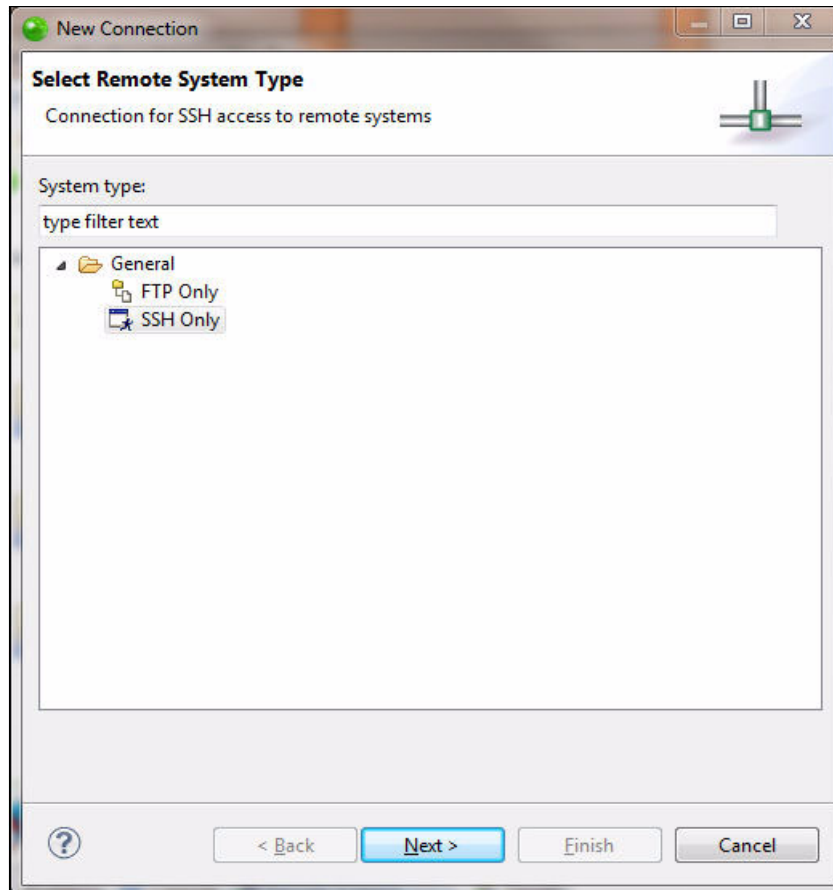 New Connection
Select Remote System Type
Connection for SSH access to remote systems
System type:
type filter text
General
FTP Only
SSH Only
?
< Back
Next >
Finish
Cancel